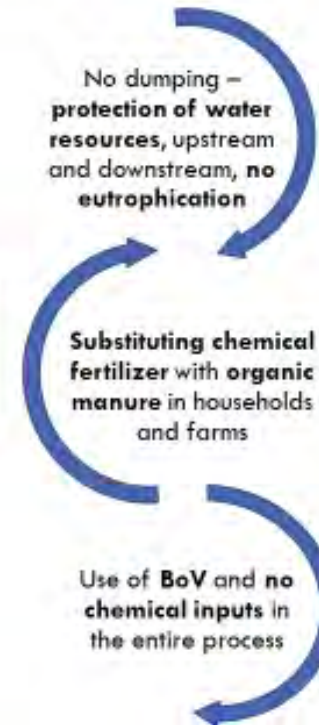 No dumping –
protection of water
resources, upstream
and downstream, no
eutrophication
Substituting chemical
fertilizer with organic
manure in households
and farms
Use of BoV and no
chemical inputs in
the entire process